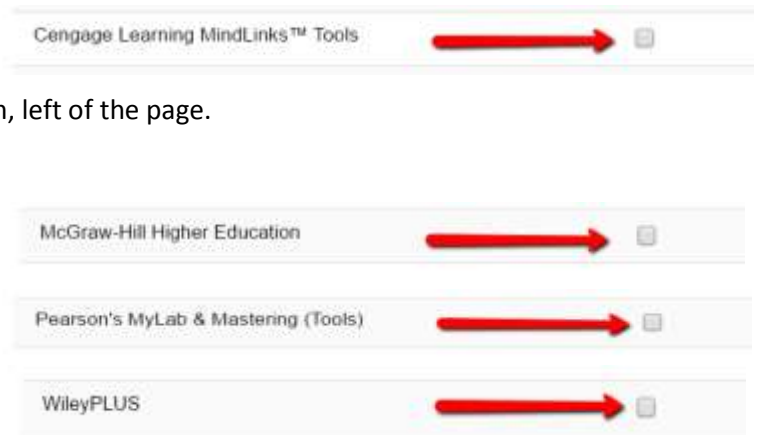 Cengage Learning MindLinks™ Tools
, left of the page.
McGraw-Hill Higher Education
Pearson's MyLab & Mastering (Tools)
WileyPLUS